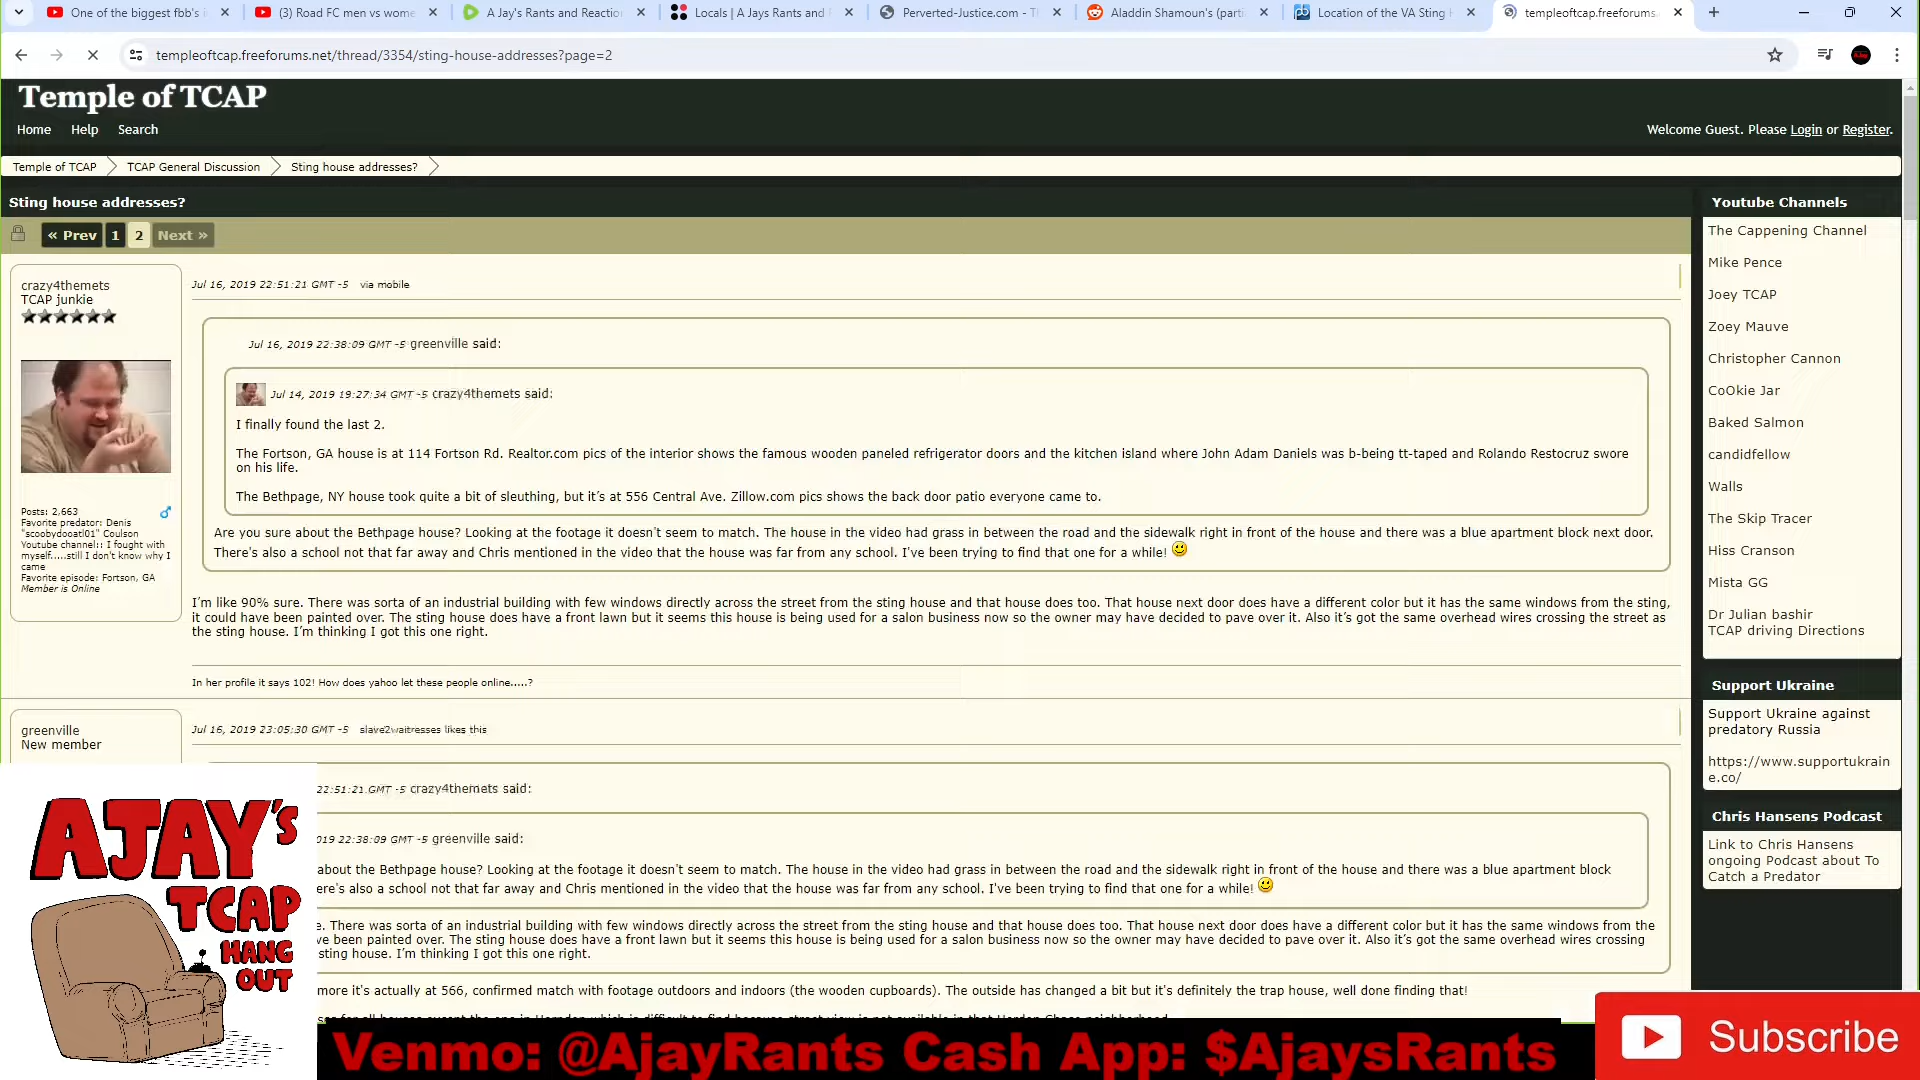 One of the biggest fbb's i
(3) Road FC men vs wome
A Jay's Rants and Reactio
Locals | A Jays Rants and R
Perverted-Justice.com - Th
Aladdin Shamoun's (parti
Location of the VA Sting H
templeoftcap.freeforums.
templeoftcap.freeforums.net/thread/3354/sting-house-addresses?page=2
Temple of TCAP
Home Help Search
Welcome Guest. Please Login or Register.
Temple of TCAP
TCAP General Discussion
Sting house addresses?
Sting house addresses?
« Prev 1 2 Next »
crazy4themets
TCAP junkie
Posts: 2,663
Favorite predator: Denis
"scoobydooatl01" Coulson
Youtube channel:: I fought with
myself.....still I don't know why I
came
Favorite episode: Fortson, GA
Member is Online
Jul 16, 2019 22:51:21 GMT -5 via mobile
Jul 16, 2019 22:38:09 GMT -5 greenville said:
Jul 14, 2019 19:27:34 GMT -5 crazy4themets said:
I finally found the last 2.
The Fortson, GA house is at 114 Fortson Rd. Realtor.com pics of the interior shows the famous wooden paneled refrigerator doors and the kitchen island where John Adam Daniels was b-being tt-taped and Rolando Restocruz swore
on his life.
The Bethpage, NY house took quite a bit of sleuthing, but it's at 556 Central Ave. Zillow.com pics shows the back door patio everyone came to.
Are you sure about the Bethpage house? Looking at the footage it doesn't seem to match. The house in the video had grass in between the road and the sidewalk right in front of the house and there was a blue apartment block next door.
There's also a school not that far away and Chris mentioned in the video that the house was far from any school. I've been trying to find that one for a while!
I'm like 90% sure. There was sorta of an industrial building with few windows directly across the street from the sting house and that house does too. That house next door does have a different color but it has the same windows from the sting,
it could have been painted over. The sting house does have a front lawn but it seems this house is being used for a salon business now so the owner may have decided to pave over it. Also it's got the same overhead wires crossing the street as
the sting house. I'm thinking I got this one right.
In her profile it says 102! How does yahoo let these people online.....?
greenville
New member
Jul 16, 2019 23:05:30 GMT -5 slave2waitresses likes this
22:51:21 GMT -5 crazy4themets said:
019 22:38:09 GMT -5 greenville said:
about the Bethpage house? Looking at the footage it doesn't seem to match. The house in the video had grass in between the road and the sidewalk right in front of the house and there was a blue apartment block
ere's also a school not that far away and Chris mentioned in the video that the house was far from any school. I've been trying to find that one for a while!
e. There was sorta of an industrial building with few windows directly across the street from the sting house and that house does too. That house next door does have a different color but it has the same windows from the
ve been painted over. The sting house does have a front lawn but it seems this house is being used for a salon business now so the owner may have decided to pave over it. Also it's got the same overhead wires crossing
sting house. I'm thinking I got this one right.
more it's actually at 566, confirmed match with footage outdoors and indoors (the wooden cupboards). The outside has changed a bit but it's definitely the trap house, well done finding that!
Youtube Channels
The Cappening Channel
Mike Pence
Joey TCAP
Zoey Mauve
Christopher Cannon
CoOkie Jar
Baked Salmon
candidfellow
Walls
The Skip Tracer
Hiss Cranson
Mista GG
Dr Julian bashir
TCAP driving Directions
Support Ukraine
Support Ukraine against
predatory Russia
https://www.supportukrain
e.co/
Chris Hansens Podcast
Link to Chris Hansens
ongoing Podcast about To
Catch a Predator
AJAY'S
TCAP
HANG
OUT
Venmo: @AjayRants Cash App: $AjaysRants
Subscribe